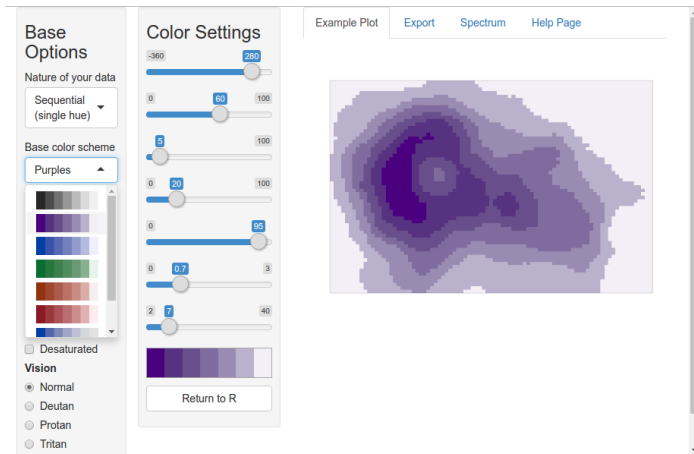 Base
Options
Nature of your data
Sequential
(single hue)
Base color scheme
Purples
Desaturated
Vision
Normal
Deutan
Protan
Tritan
Color Settings
-360 280
0 60 100
5 100
0 20 100
0 95
0 0.7 3
2 7 40
Return to R
Example Plot Export Spectrum Help Page